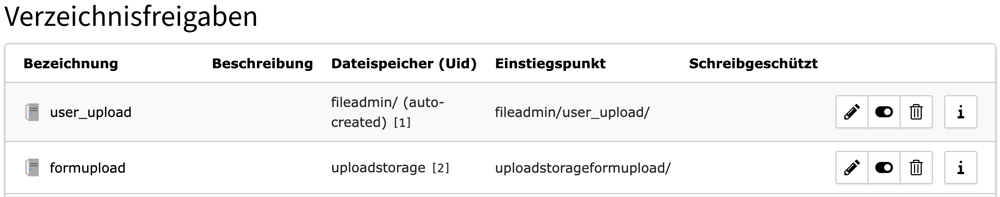 Verzeichnisfreigaben
Bezeichnung Beschreibung Dateispeicher (Uid) Einstiegspunkt Schreibgeschützt
user_upload fileadmin/ (auto-
created) [1] fileadmin/user_upload/
formupload uploadstorage [2] uploadstorageformupload/